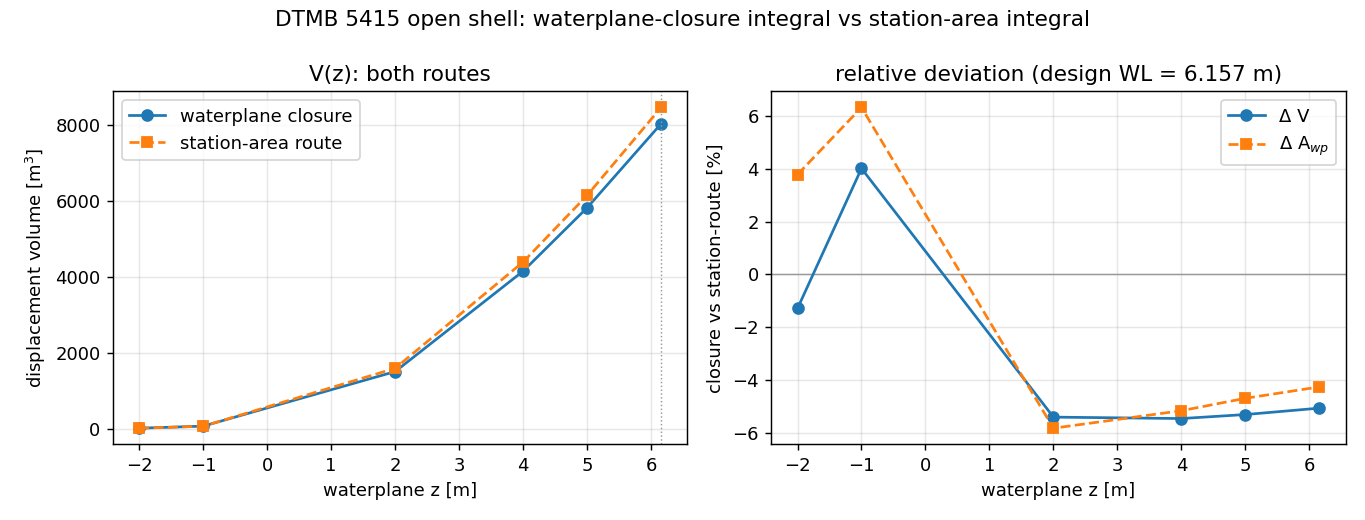 DTMB 5415 open shell: waterplane-closure integral vs station-area integral
V(z): both routes
waterplane closure
station-area route
displacement volume [m³]
8000
6000
4000
2000
0
−2
−1
0
1
2
3
4
5
6
waterplane z [m]
relative deviation (design WL = 6.157 m)
Δ V
Δ A_wp
closure vs station-route [%]
6
4
2
0
−2
−4
−6
−2
−1
0
1
2
3
4
5
6
waterplane z [m]